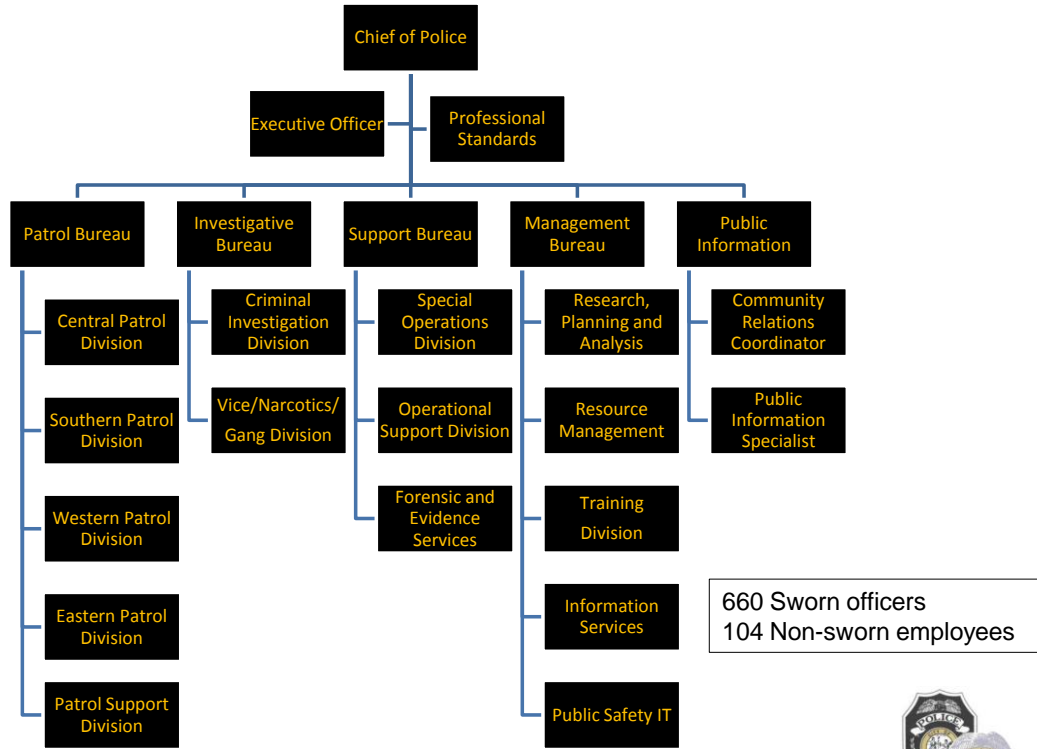 Chief of Police
Executive Officer
Professional
Standards
Patrol Bureau
Investigative
Bureau
Support Bureau
Management
Bureau
Public
Information
Central Patrol
Division
Southern Patrol
Division
Western Patrol
Division
Eastern Patrol
Division
Patrol Support
Division
Criminal
Investigation
Division
Vice/Narcotics/
Gang Division
Special
Operations
Division
Operational
Support Division
Forensic and
Evidence
Services
Research,
Planning and
Analysis
Resource
Management
Training
Division
Information
Services
Public Safety IT
Community
Relations
Coordinator
Public
Information
Specialist
660 Sworn officers
104 Non-sworn employees
POLICE